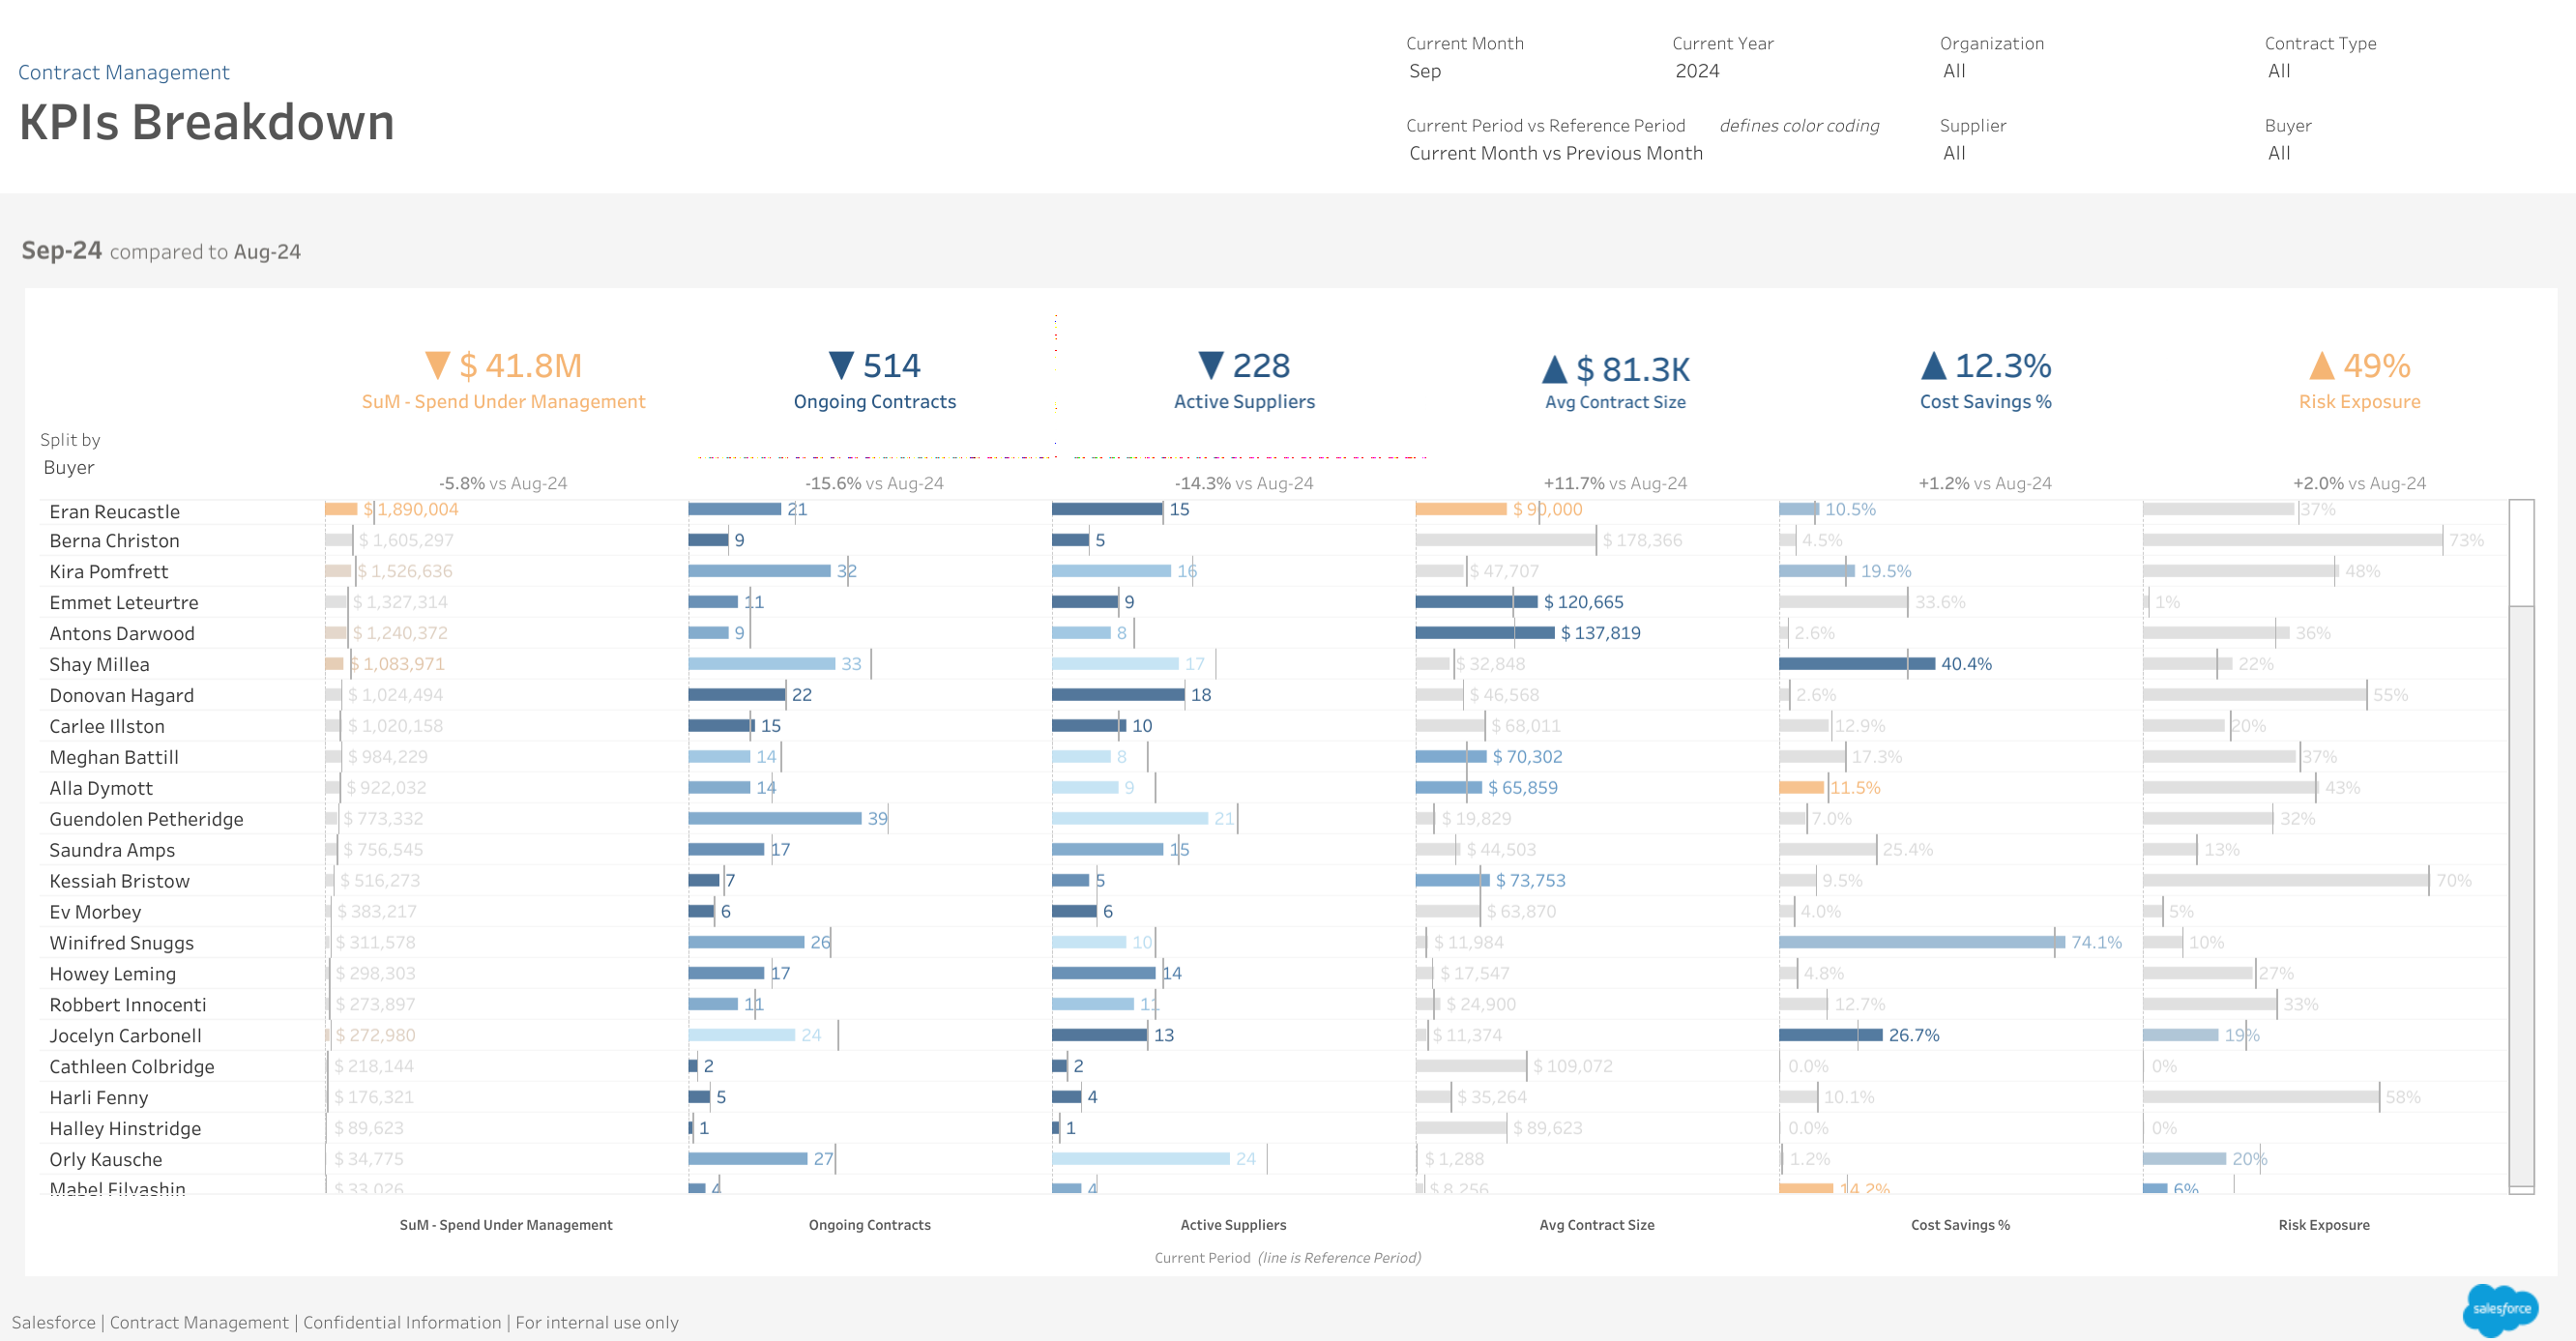 Contract Management
KPIs Breakdown
Current Month Current Year Organization Contract Type
Sep 2024 All All
Current Period vs Reference Period defines color coding Supplier Buyer
Current Month vs Previous Month All All
Sep-24 compared to Aug-24
▼ $ 41.8M ▼ 514 ▼ 228 ▲ $ 81.3K ▲ 12.3% ▲ 49%
SuM - Spend Under Management Ongoing Contracts Active Suppliers Avg Contract Size Cost Savings % Risk Exposure
Split by
Buyer
-5.8% vs Aug-24 -15.6% vs Aug-24 -14.3% vs Aug-24 +11.7% vs Aug-24 +1.2% vs Aug-24 +2.0% vs Aug-24
Eran Reucastle $ 1,890,004 21 15 $ 90,000 10.5% 37%
Berna Christon $ 1,605,297 9 5 $ 178,366 4.5% 73%
Kira Pomfrett $ 1,526,636 32 16 $ 47,707 19.5% 48%
Emmet Leteurtre $ 1,327,314 11 9 $ 120,665 33.6% 1%
Antons Darwood $ 1,240,372 9 8 $ 137,819 2.6% 36%
Shay Millea $ 1,083,971 33 17 $ 32,848 40.4% 22%
Donovan Hagard $ 1,024,494 22 18 $ 46,568 2.6% 55%
Carlee Illston $ 1,020,158 15 10 $ 68,011 12.9% 20%
Meghan Battill $ 984,229 14 8 $ 70,302 17.3% 37%
Alla Dymott $ 922,032 14 9 $ 65,859 11.5% 43%
Guendolen Petheridge $ 773,332 39 21 $ 19,829 7.0% 32%
Saundra Amps $ 756,545 17 15 $ 44,503 25.4% 13%
Kessiah Bristow $ 516,273 7 5 $ 73,753 9.5% 70%
Ev Morbey $ 383,217 6 6 $ 63,870 4.0% 5%
Winifred Snuggs $ 311,578 26 10 $ 11,984 74.1% 10%
Howey Leming $ 298,303 17 14 $ 17,547 4.8% 27%
Robbert Innocenti $ 273,897 11 11 $ 24,900 12.7% 33%
Jocelyn Carbonell $ 272,980 24 13 $ 11,374 26.7% 19%
Cathleen Colbridge $ 218,144 2 2 $ 109,072 0.0% 0%
Harli Fenny $ 176,321 5 4 $ 35,264 10.1% 58%
Halley Hinstridge $ 89,623 1 1 $ 89,623 0.0% 0%
Orly Kausche $ 34,775 27 24 $ 1,288 1.2% 20%
Mabel Filyashin $ 33,026 4 4 $ 8,256 14.2% 6%
SuM - Spend Under Management Ongoing Contracts Active Suppliers Avg Contract Size Cost Savings % Risk Exposure
Current Period (line is Reference Period)
Salesforce | Contract Management | Confidential Information | For internal use only
salesforce